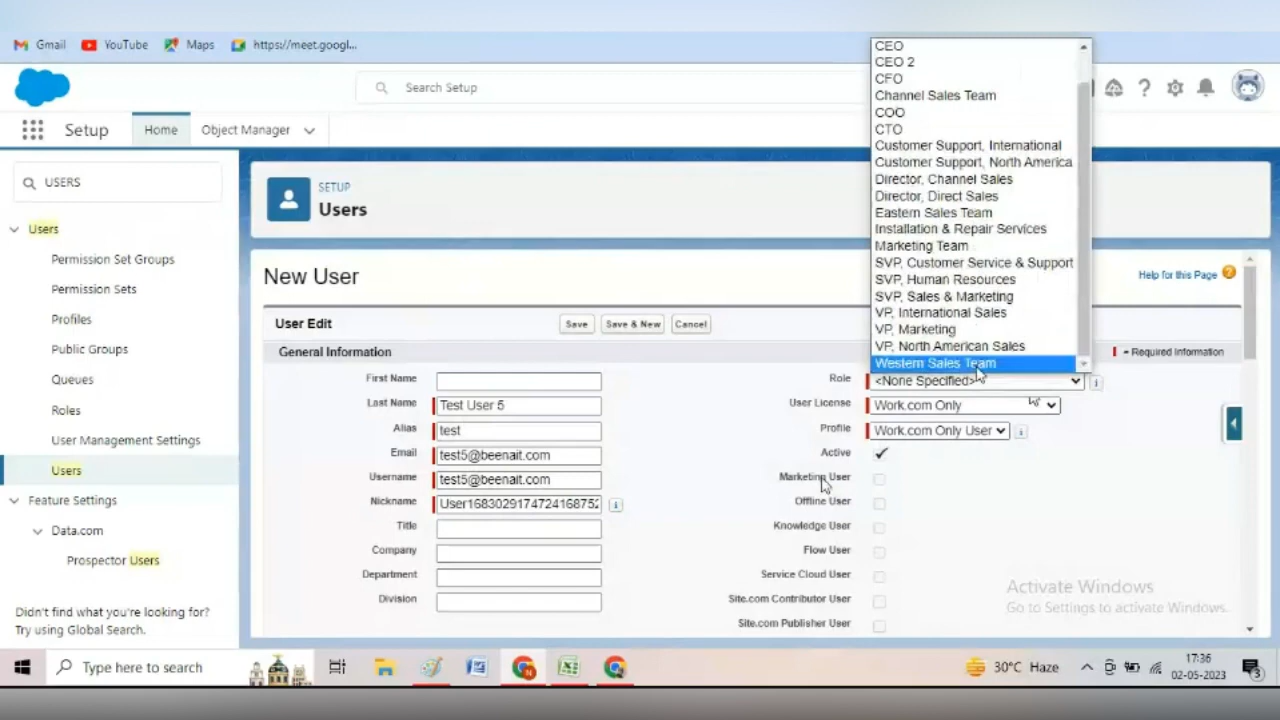 Gmail
YouTube
Maps
https://meet.googl...
Search Setup
Setup
Home
Object Manager
USERS
Users
Permission Set Groups
Permission Sets
Profiles
Public Groups
Queues
Roles
User Management Settings
Users
Feature Settings
Data.com
Prospector Users
Didn't find what you're looking for?
Try using Global Search.
SETUP
Users
New User
Help for this Page
User Edit
Save
Save & New
Cancel
General Information
= Required Information
First Name
Last Name Test User 5
Alias test
Email test5@beenait.com
Username test5@beenait.com
Nickname User168302917472416875
Title
Company
Department
Division
CEO
CEO 2
CFO
Channel Sales Team
COO
CTO
Customer Support, International
Customer Support, North America
Director, Channel Sales
Director, Direct Sales
Eastern Sales Team
Installation & Repair Services
Marketing Team
SVP, Customer Service & Support
SVP, Human Resources
SVP, Sales & Marketing
VP, International Sales
VP, Marketing
VP, North American Sales
Western Sales Team
Role <None Specified>
User License Work.com Only
Profile Work.com Only User
Active
Marketing User
Offline User
Knowledge User
Flow User
Service Cloud User
Site.com Contributor User
Site.com Publisher User
Activate Windows
Go to Settings to activate Windows.
Type here to search
30°C Haze
17:36
02-05-2023
3